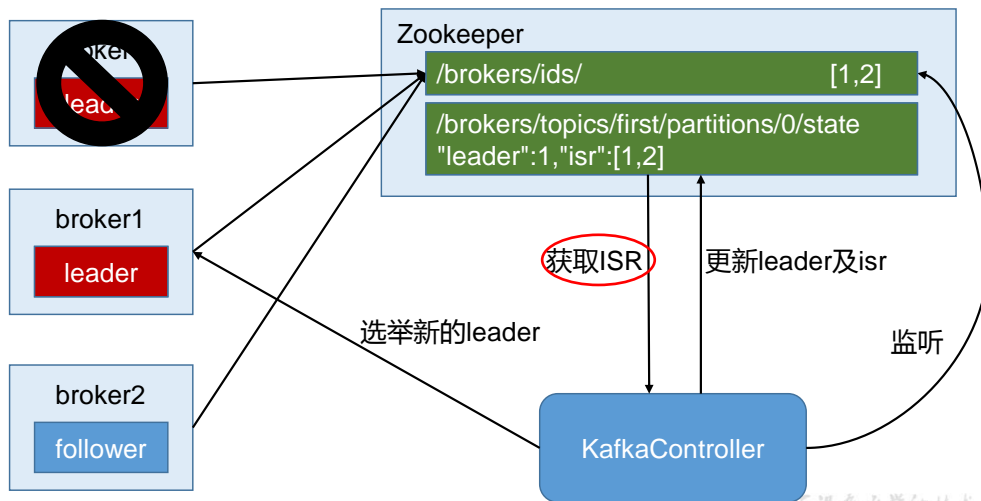 Zookeeper
/brokers/ids/ [1,2]
/brokers/topics/first/partitions/0/state
"leader":1,"isr":[1,2]
broker1
leader
获取ISR
更新leader及isr
选举新的leader
监听
broker2
follower
KafkaController